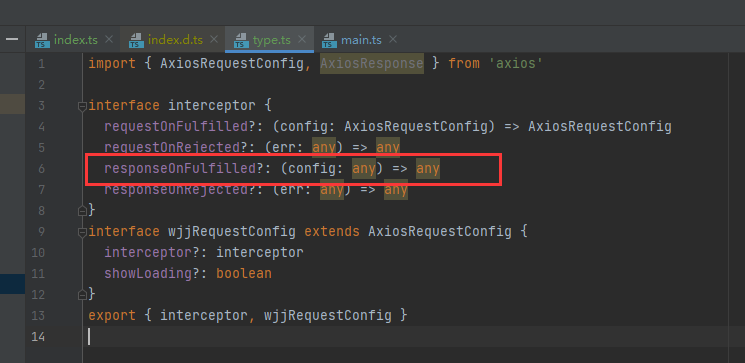 index.ts index.d.ts type.ts main.ts
1 import { AxiosRequestConfig, AxiosResponse } from 'axios'
2
3 interface interceptor {
4 requestOnFulfilled?: (config: AxiosRequestConfig) => AxiosRequestConfig
5 requestOnRejected?: (err: any) => any
6 responseOnFulfilled?: (config: any) => any
7 responseOnRejected?: (err: any) => any
8 }
9 interface wjjRequestConfig extends AxiosRequestConfig {
10 interceptor?: interceptor
11 showLoading?: boolean
12 }
13 export { interceptor, wjjRequestConfig }
14